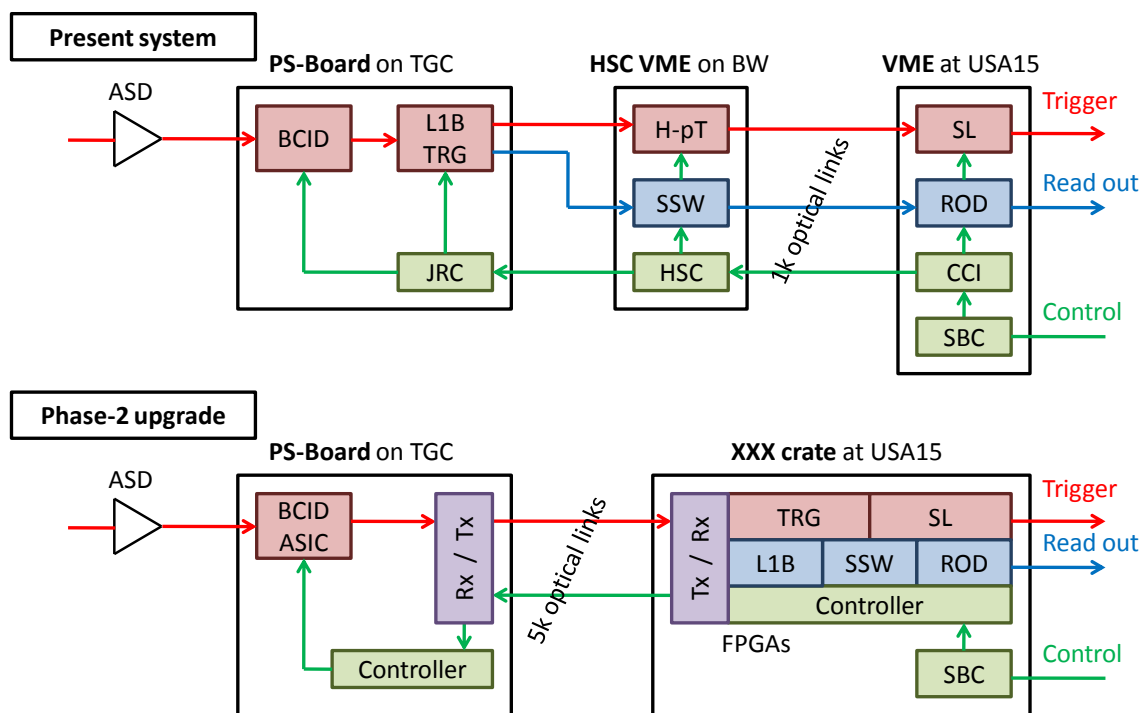 Present system
PS-Board on TGC
HSC VME on BW
VME at USA15
ASD
BCID
L1B
TRG
H-pT
SL
Trigger
SSW
ROD
Read out
JRC
HSC
1k optical links
CCI
SBC
Control
Phase-2 upgrade
PS-Board on TGC
XXX crate at USA15
ASD
BCID
ASIC
Rx / Tx
5k optical links
Tx / Rx
TRG
SL
Trigger
L1B
SSW
ROD
Read out
Controller
FPGAs
Controller
SBC
Control